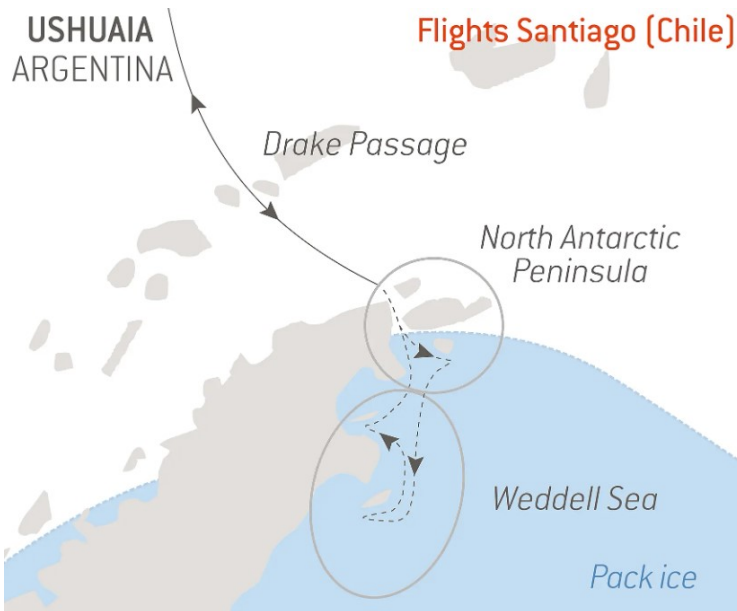 USHUAIA
ARGENTINA
Flights Santiago (Chile)
Drake Passage
North Antarctic
Peninsula
Weddell Sea
Pack ice